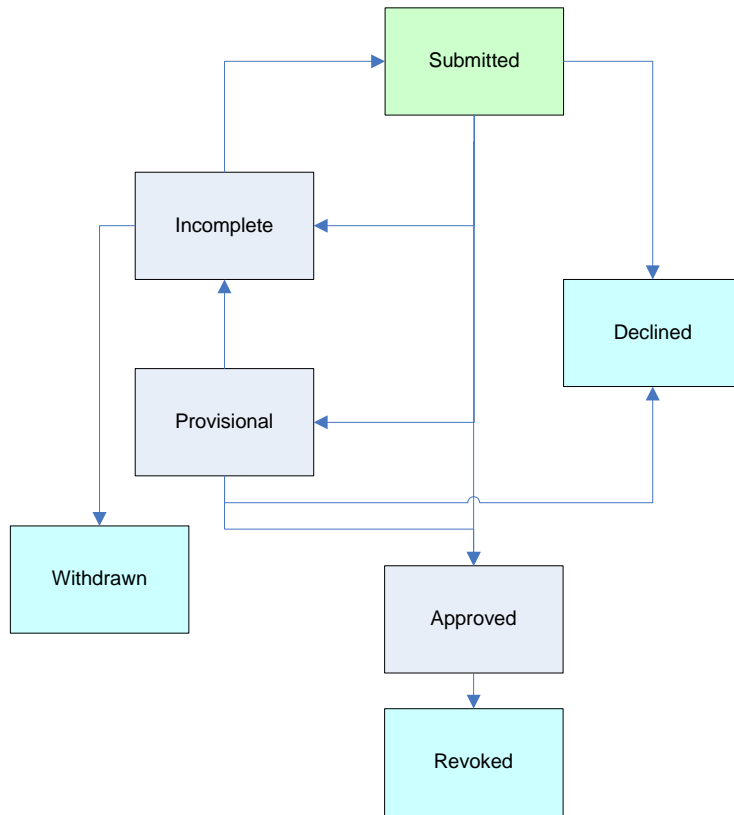 Submitted
Incomplete
Declined
Provisional
Withdrawn
Approved
Revoked